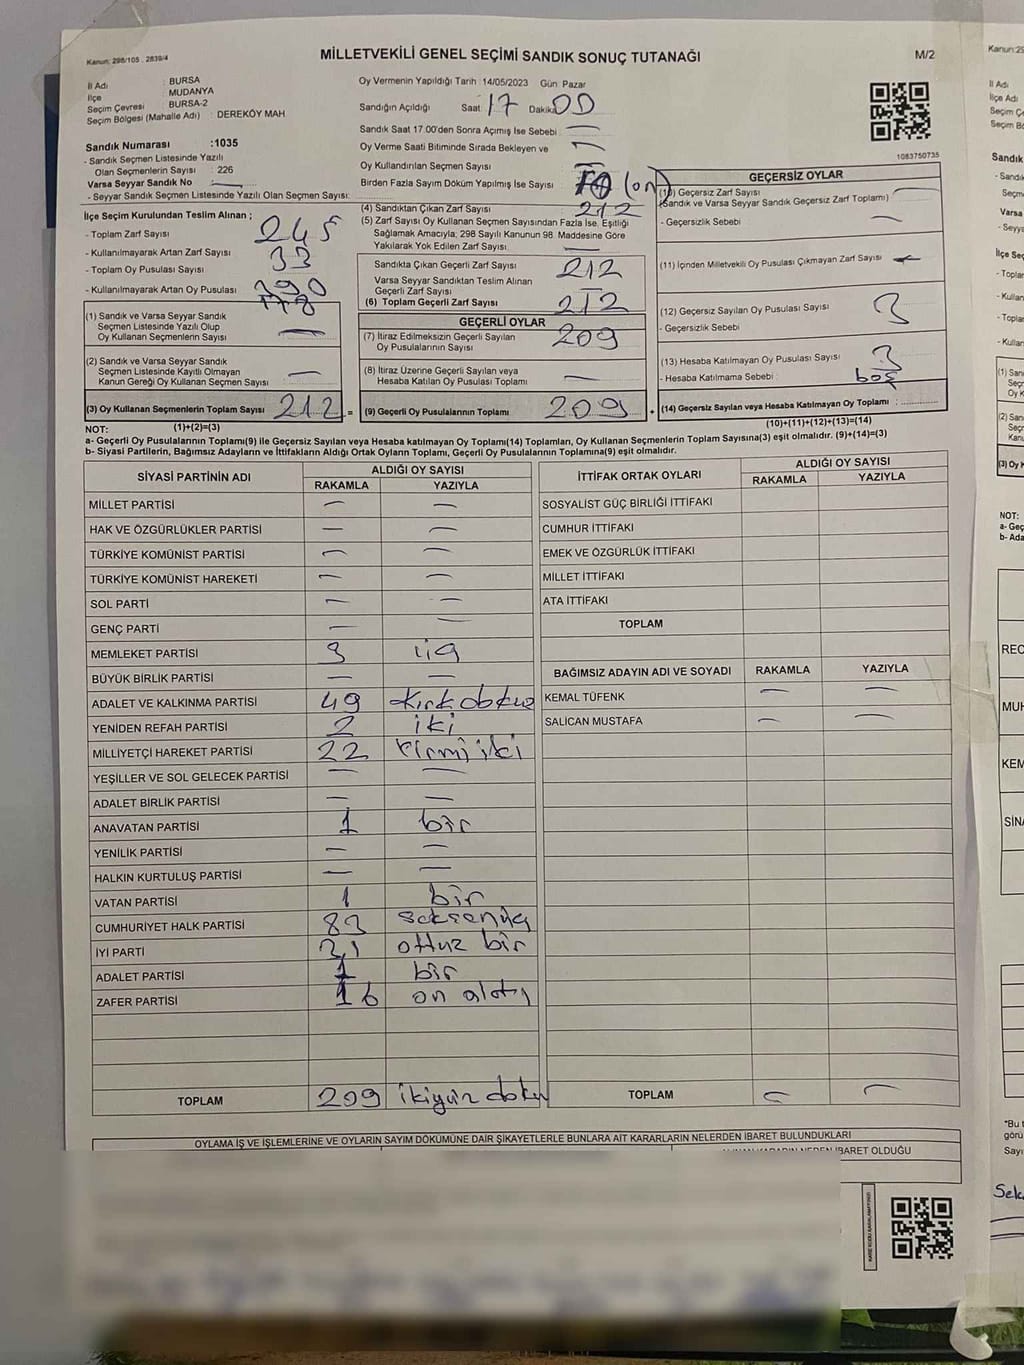 Kanun: 298/105 , 2839/4
MİLLETVEKİLİ GENEL SEÇİMİ SANDIK SONUÇ TUTANAĞI
M/2
İl Adı : BURSA
İlçe : MUDANYA
Seçim Çevresi : BURSA-2
Seçim Bölgesi (Mahalle Adı) : DEREKÖY MAH
Sandık Numarası :1035
- Sandık Seçmen Listesinde Yazılı
Olan Seçmenlerin Sayısı : 226
Varsa Seyyar Sandık No :
- Seyyar Sandık Seçmen Listesinde Yazılı Olan Seçmen Sayısı:
Oy Vermenin Yapıldığı Tarih : 14/05/2023 Gün Pazar
Sandığın Açıldığı Saat 17 Dakika 00
Sandık Saat 17.00'den Sonra Açımış İse Sebebi : —
Oy Verme Saati Bitiminde Sırada Bekleyen ve —
Oy Kullandırılan Seçmen Sayısı
Birden Fazla Sayım Döküm Yapılmış İse Sayısı (on)
(4) Sandıktan Çıkan Zarf Sayısı 212
(5) Zarf Sayısı Oy Kullanan Seçmen Sayısından Fazla İse, Eşitliği
Sağlamak Amacıyla; 298 Sayılı Kanunun 98. Maddesine Göre
Yakılarak Yok Edilen Zarf Sayısı: —
1083750735
İlçe Seçim Kurulundan Teslim Alınan ;
- Toplam Zarf Sayısı : 245
- Kullanılmayarak Artan Zarf Sayısı : 33
- Toplam Oy Pusulası Sayısı : 390
- Kullanılmayarak Artan Oy Pusulası : 178
Sandıkta Çıkan Geçerli Zarf Sayısı 212
Varsa Seyyar Sandıktan Teslim Alınan
Geçerli Zarf Sayısı
(6) Toplam Geçerli Zarf Sayısı 212
GEÇERLİ OYLAR
(7) İtiraz Edilmeksizin Geçerli Sayılan
Oy Pusulalarının Sayısı 209
(8) İtiraz Üzerine Geçerli Sayılan veya
Hesaba Katılan Oy Pusulası Toplamı —
GEÇERSİZ OYLAR
(10) Geçersiz Zarf Sayısı —
(Sandık ve Varsa Seyyar Sandık Geçersiz Zarf Toplamı)
- Geçersizlik Sebebi : —
(11) İçinden Milletvekili Oy Pusulası Çıkmayan Zarf Sayısı —
(12) Geçersiz Sayılan Oy Pusulası Sayısı : 3
- Geçersizlik Sebebi
(13) Hesaba Katılmayan Oy Pusulası Sayısı : 3
- Hesaba Katılmama Sebebi : boş
(1) Sandık ve Varsa Seyyar Sandık
Seçmen Listesinde Yazılı Olup
Oy Kullanan Seçmenlerin Sayısı —
(2) Sandık ve Varsa Seyyar Sandık
Seçmen Listesinde Kayıtlı Olmayan
Kanun Gereği Oy Kullanan Seçmen Sayısı : —
(3) Oy Kullanan Seçmenlerin Toplam Sayısı : 212 = (9) Geçerli Oy Pusulalarının Toplamı 209 + (14) Geçersiz Sayılan veya Hesaba Katılmayan Oy Toplamı : ............
NOT: (1)+(2)=(3) (10)+(11)+(12)+(13)=(14)
a- Geçerli Oy Pusulalarının Toplamı(9) ile Geçersiz Sayılan veya Hesaba katılmayan Oy Toplamı(14) Toplamları, Oy Kullanan Seçmenlerin Toplam Sayısına(3) eşit olmalıdır. (9)+(14)=(3)
b- Siyasi Partilerin, Bağımsız Adayların ve İttifakların Aldığı Oyların Toplamı, Geçerli Oy Pusulalarının Toplamına(9) eşit olmalıdır.
SİYASİ PARTİNİN ADI ALDIĞI OY SAYISI
RAKAMLA YAZIYLA
MİLLET PARTİSİ — —
HAK VE ÖZGÜRLÜKLER PARTİSİ — —
TÜRKİYE KOMÜNİST PARTİSİ — —
TÜRKİYE KOMÜNİST HAREKETİ — —
SOL PARTİ — —
GENÇ PARTİ — —
MEMLEKET PARTİSİ 3 üç
BÜYÜK BİRLİK PARTİSİ — —
ADALET VE KALKINMA PARTİSİ 49 kırk dokuz
YENİDEN REFAH PARTİSİ 2 iki
MİLLİYETÇİ HAREKET PARTİSİ 22 yirmi iki
YEŞİLLER VE SOL GELECEK PARTİSİ — —
ADALET BİRLİK PARTİSİ — —
ANAVATAN PARTİSİ 1 bir
YENİLİK PARTİSİ — —
HALKIN KURTULUŞ PARTİSİ — —
VATAN PARTİSİ 1 bir
CUMHURİYET HALK PARTİSİ 83 seksenüç
İYİ PARTİ 31 ottuz bir
ADALET PARTİSİ 1 bir
ZAFER PARTİSİ 16 on altı
TOPLAM 209 ikiyüz doku
İTTİFAK ORTAK OYLARI ALDIĞI OY SAYISI
RAKAMLA YAZIYLA
SOSYALİST GÜÇ BİRLİĞİ İTTİFAKI
CUMHUR İTTİFAKI
EMEK VE ÖZGÜRLÜK İTTİFAKI
MİLLET İTTİFAKI
ATA İTTİFAKI
TOPLAM
BAĞIMSIZ ADAYIN ADI VE SOYADI RAKAMLA YAZIYLA
KEMAL TÜFENK — —
SALİCAN MUSTAFA — —
TOPLAM — —
OYLAMA İŞ VE İŞLEMLERİNE VE OYLARIN SAYIM DÖKÜMÜNE DAİR ŞİKAYETLERLE BUNLARA AİT KARARLARIN NELERDEN İBARET BULUNDUKLARI
İBARET OLDUĞU